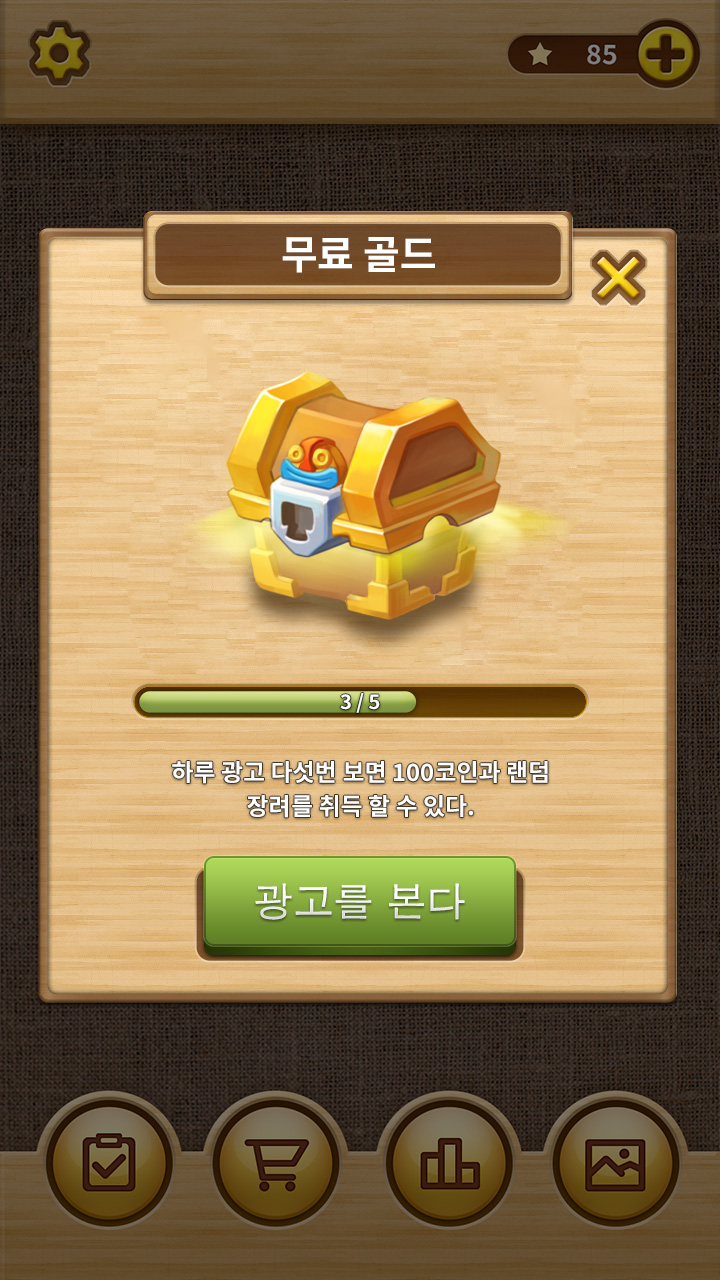 85
무료 골드
3/5
하루 광고 다섯번 보면 100코인과 랜덤
장려를 취득 할 수 있다.
광고를 본다